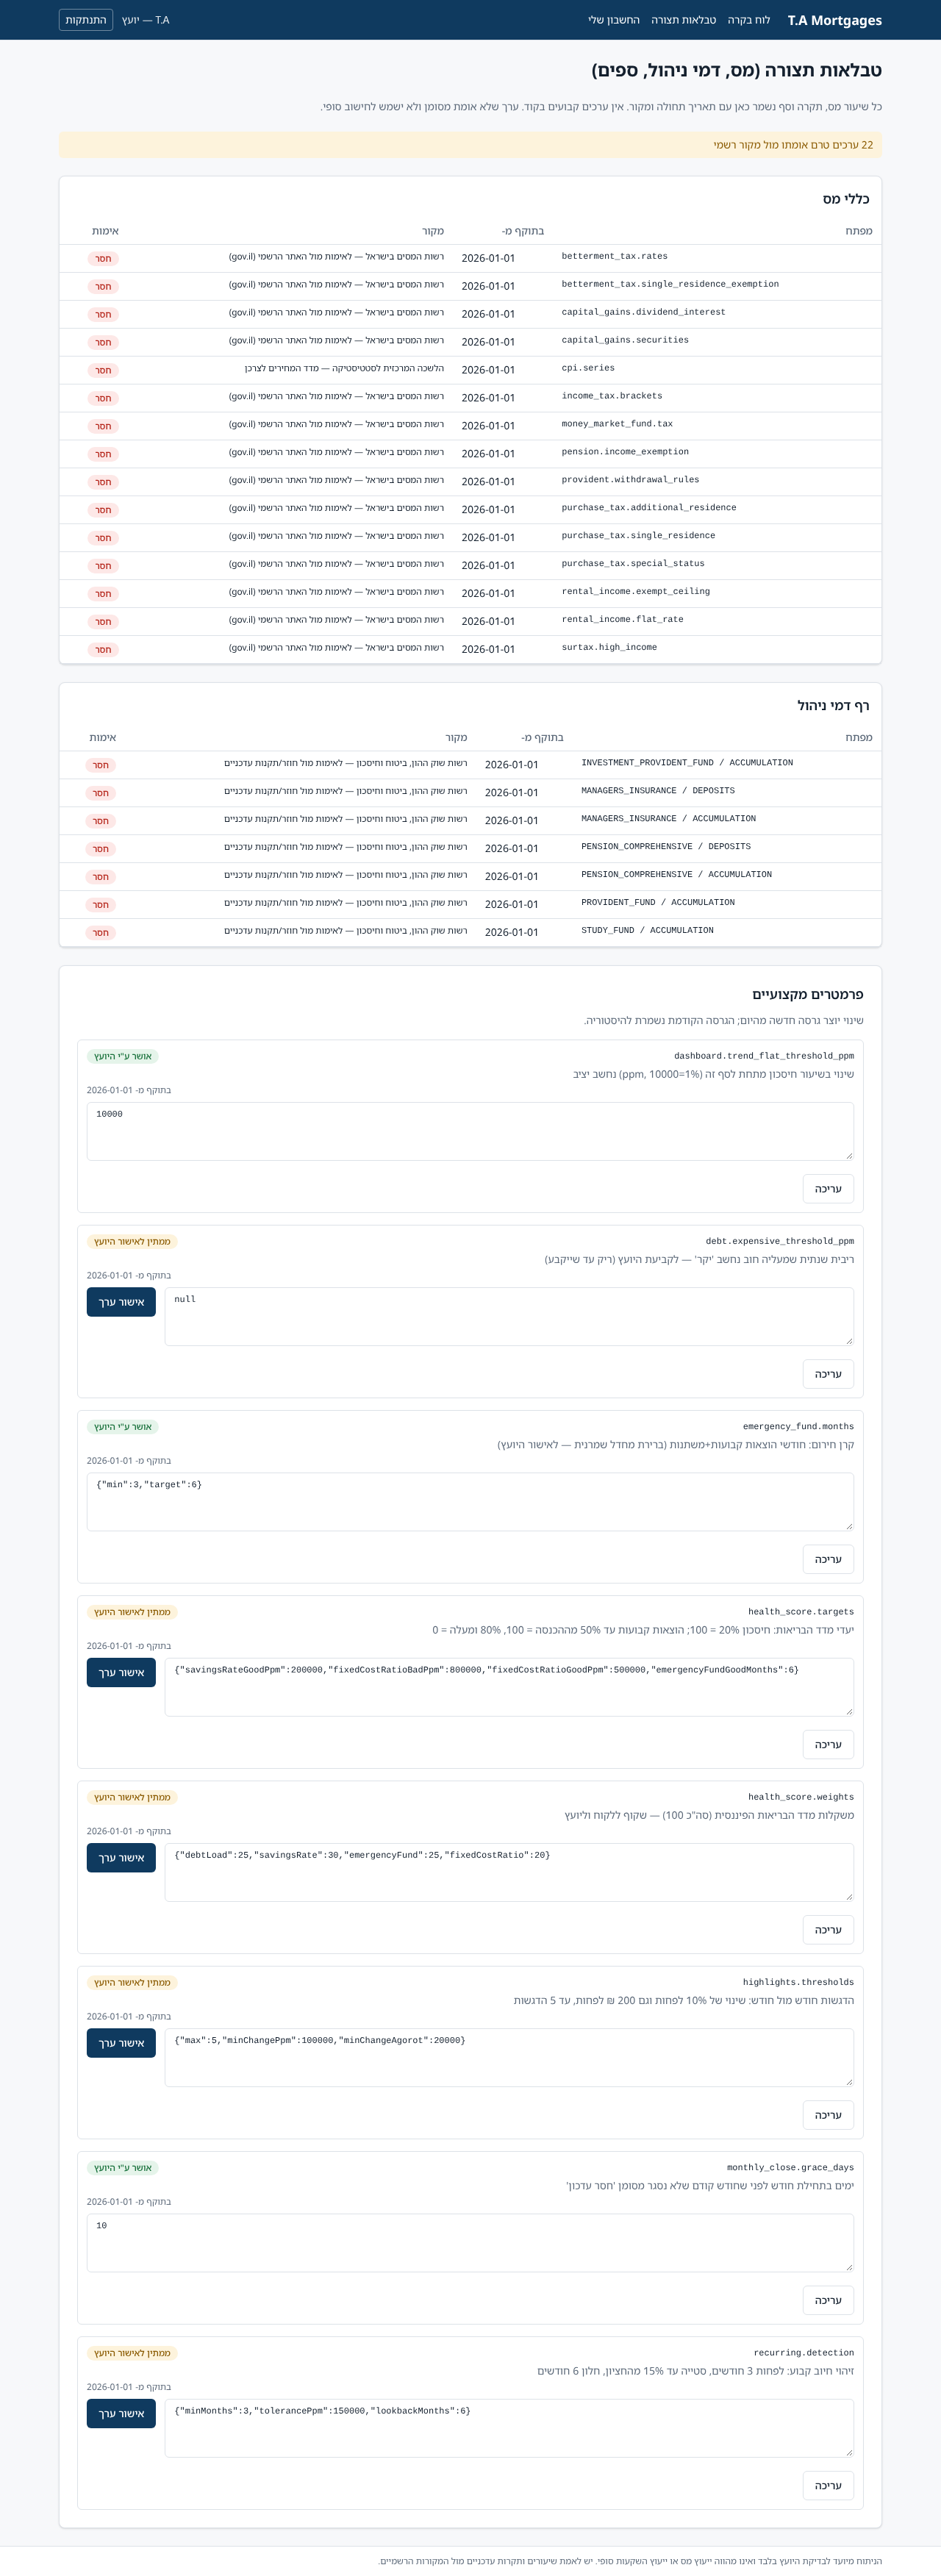 T.A Mortgages לוח בקרה טבלאות תצורה החשבון שלי T.A — יועץ התנתקות
טבלאות תצורה (מס, דמי ניהול, ספים)
כל שיעור מס, תקרה וסף נשמר כאן עם תאריך תחולה ומקור. אין ערכים קבועים בקוד. ערך שלא אומת מסומן ולא ישמש לחישוב סופי.
22 ערכים טרם אומתו מול מקור רשמי
כללי מס
מפתח בתוקף מ- מקור אימות
betterment_tax.rates 2026-01-01 רשות המסים בישראל — לאימות מול האתר הרשמי (gov.il) חסר
betterment_tax.single_residence_exemption 2026-01-01 רשות המסים בישראל — לאימות מול האתר הרשמי (gov.il) חסר
capital_gains.dividend_interest 2026-01-01 רשות המסים בישראל — לאימות מול האתר הרשמי (gov.il) חסר
capital_gains.securities 2026-01-01 רשות המסים בישראל — לאימות מול האתר הרשמי (gov.il) חסר
cpi.series 2026-01-01 הלשכה המרכזית לסטטיסטיקה — מדד המחירים לצרכן חסר
income_tax.brackets 2026-01-01 רשות המסים בישראל — לאימות מול האתר הרשמי (gov.il) חסר
money_market_fund.tax 2026-01-01 רשות המסים בישראל — לאימות מול האתר הרשמי (gov.il) חסר
pension.income_exemption 2026-01-01 רשות המסים בישראל — לאימות מול האתר הרשמי (gov.il) חסר
provident.withdrawal_rules 2026-01-01 רשות המסים בישראל — לאימות מול האתר הרשמי (gov.il) חסר
purchase_tax.additional_residence 2026-01-01 רשות המסים בישראל — לאימות מול האתר הרשמי (gov.il) חסר
purchase_tax.single_residence 2026-01-01 רשות המסים בישראל — לאימות מול האתר הרשמי (gov.il) חסר
purchase_tax.special_status 2026-01-01 רשות המסים בישראל — לאימות מול האתר הרשמי (gov.il) חסר
rental_income.exempt_ceiling 2026-01-01 רשות המסים בישראל — לאימות מול האתר הרשמי (gov.il) חסר
rental_income.flat_rate 2026-01-01 רשות המסים בישראל — לאימות מול האתר הרשמי (gov.il) חסר
surtax.high_income 2026-01-01 רשות המסים בישראל — לאימות מול האתר הרשמי (gov.il) חסר
רף דמי ניהול
מפתח בתוקף מ- מקור אימות
INVESTMENT_PROVIDENT_FUND / ACCUMULATION 2026-01-01 רשות שוק ההון, ביטוח וחיסכון — לאימות מול חוזר/תקנות עדכניים חסר
MANAGERS_INSURANCE / DEPOSITS 2026-01-01 רשות שוק ההון, ביטוח וחיסכון — לאימות מול חוזר/תקנות עדכניים חסר
MANAGERS_INSURANCE / ACCUMULATION 2026-01-01 רשות שוק ההון, ביטוח וחיסכון — לאימות מול חוזר/תקנות עדכניים חסר
PENSION_COMPREHENSIVE / DEPOSITS 2026-01-01 רשות שוק ההון, ביטוח וחיסכון — לאימות מול חוזר/תקנות עדכניים חסר
PENSION_COMPREHENSIVE / ACCUMULATION 2026-01-01 רשות שוק ההון, ביטוח וחיסכון — לאימות מול חוזר/תקנות עדכניים חסר
PROVIDENT_FUND / ACCUMULATION 2026-01-01 רשות שוק ההון, ביטוח וחיסכון — לאימות מול חוזר/תקנות עדכניים חסר
STUDY_FUND / ACCUMULATION 2026-01-01 רשות שוק ההון, ביטוח וחיסכון — לאימות מול חוזר/תקנות עדכניים חסר
פרמטרים מקצועיים
שינוי יוצר גרסה חדשה מהיום; הגרסה הקודמת נשמרת להיסטוריה.
dashboard.trend_flat_threshold_ppm אושר ע"י היועץ
שינוי בשיעור חיסכון מתחת לסף זה (ppm, 10000=1%) נחשב יציב
בתוקף מ- 2026-01-01
10000
עריכה
debt.expensive_threshold_ppm ממתין לאישור היועץ
ריבית שנתית שמעליה חוב נחשב 'יקר' — לקביעת היועץ (ריק עד שייקבע)
בתוקף מ- 2026-01-01
null אישור ערך
עריכה
emergency_fund.months אושר ע"י היועץ
קרן חירום: חודשי הוצאות קבועות+משתנות (ברירת מחדל שמרנית — לאישור היועץ)
בתוקף מ- 2026-01-01
{"min":3,"target":6}
עריכה
health_score.targets ממתין לאישור היועץ
יעדי מדד הבריאות: חיסכון 20% = 100; הוצאות קבועות עד 50% מההכנסה = 100, 80% ומעלה = 0
בתוקף מ- 2026-01-01
{"savingsRateGoodPpm":200000,"fixedCostRatioBadPpm":800000,"fixedCostRatioGoodPpm":500000,"emergencyFundGoodMonths":6} אישור ערך
עריכה
health_score.weights ממתין לאישור היועץ
משקלות מדד הבריאות הפיננסית (סה"כ 100) — שקוף ללקוח וליועץ
בתוקף מ- 2026-01-01
{"debtLoad":25,"savingsRate":30,"emergencyFund":25,"fixedCostRatio":20} אישור ערך
עריכה
highlights.thresholds ממתין לאישור היועץ
הדגשות חודש מול חודש: שינוי של 10% לפחות וגם 200 ₪ לפחות, עד 5 הדגשות
בתוקף מ- 2026-01-01
{"max":5,"minChangePpm":100000,"minChangeAgorot":20000} אישור ערך
עריכה
monthly_close.grace_days אושר ע"י היועץ
ימים בתחילת חודש לפני שחודש קודם שלא נסגר מסומן 'חסר עדכון'
בתוקף מ- 2026-01-01
10
עריכה
recurring.detection ממתין לאישור היועץ
זיהוי חיוב קבוע: לפחות 3 חודשים, סטייה עד 15% מהחציון, חלון 6 חודשים
בתוקף מ- 2026-01-01
{"minMonths":3,"tolerancePpm":150000,"lookbackMonths":6} אישור ערך
עריכה
הניתוח מיועד לבדיקת היועץ בלבד ואינו מהווה ייעוץ מס או ייעוץ השקעות סופי. יש לאמת שיעורים ותקרות עדכניים מול המקורות הרשמיים.